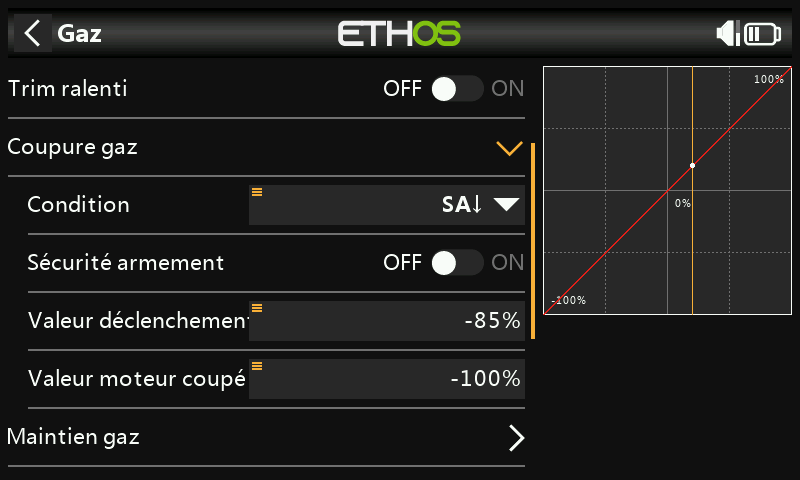 Gaz
ETHOS
Trim ralenti OFF ON
Coupure gaz
Condition SA↓
Sécurité armement OFF ON
Valeur déclenchement -85%
Valeur moteur coupé -100%
Maintien gaz
100%
0%
-100%